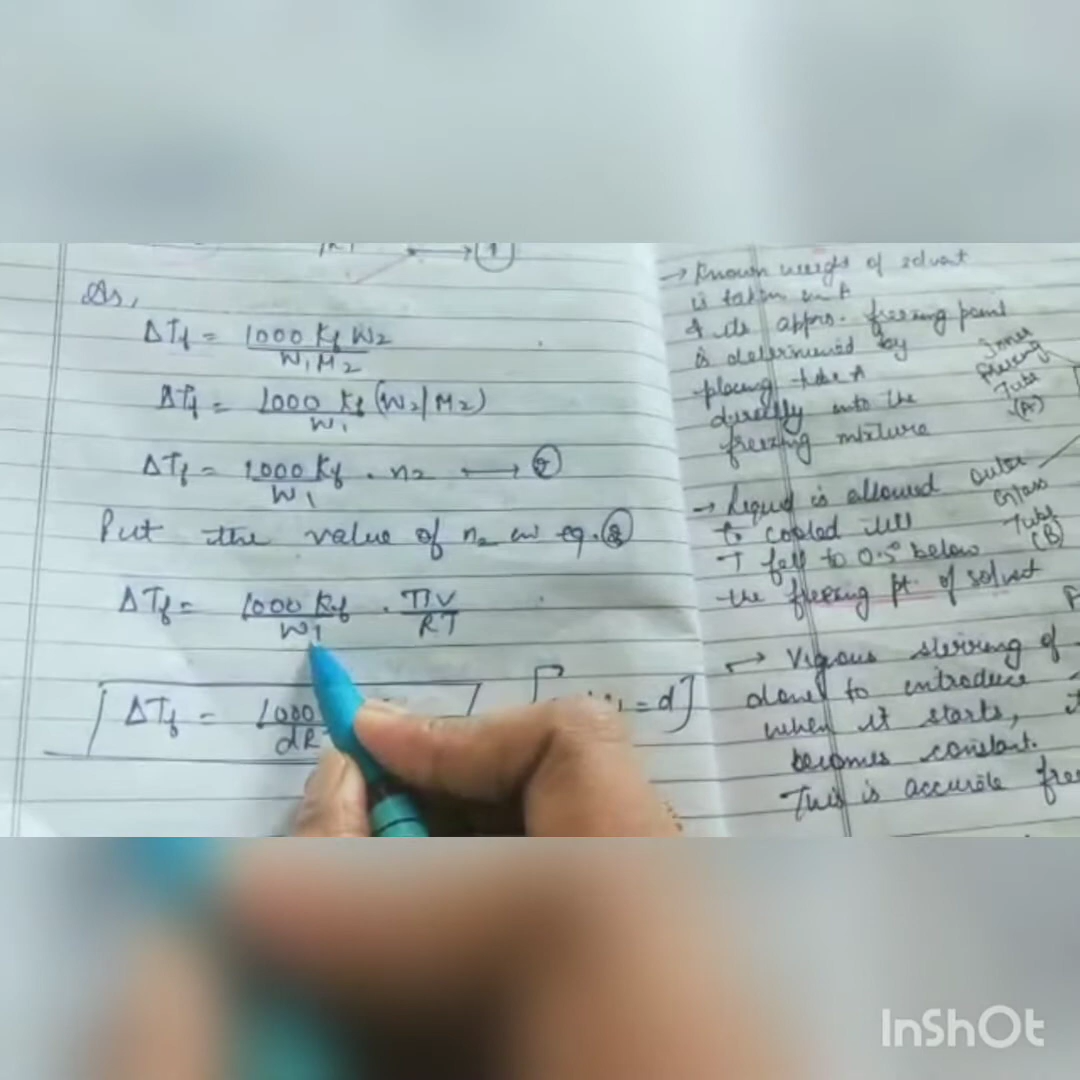 As,
ΔTf = 1000 Kf W2 / W1 M2
ΔTf = 1000 Kf / W1 (W2/M2)
ΔTf = 1000 Kf / W1 . n2 ⟶ ②
Put the value of n2 in eq. ②
ΔTf = 1000 Kf / W1 . πV / RT
ΔTf = 1000 / dR
= d]
→ Known weight of solvent
is taken in A
& its appro. freezing point
is determined by
placing tube A
directly into the
freezing mixture
Inner
Freezing
Tube
(A)
→ Liquid is allowed
to cooled till
T fall to 0.5° below
the freezing pt. of solvent
Outer
Glass
Tube
(B)
→ Vigous stirring of
done to introduce
when it starts,
becomes constant.
This is accurate
InShOt